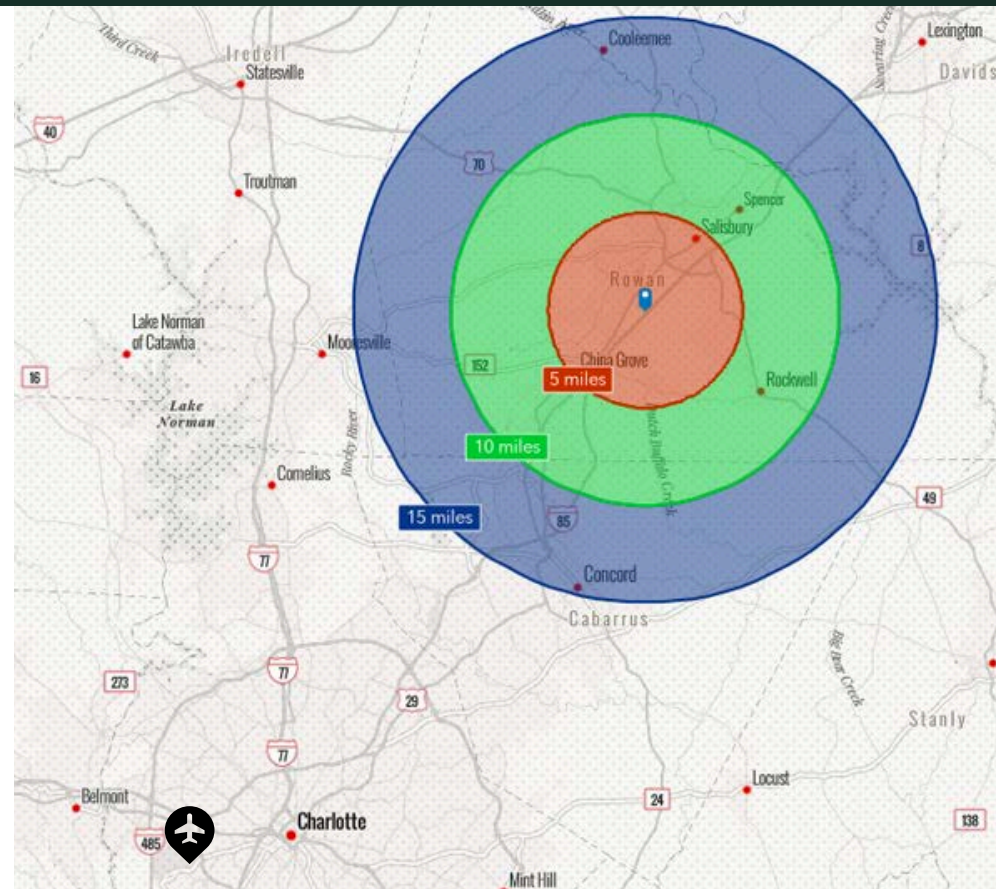 Third Creek
Iredell
Statesville
Cooleemee
Lexington
Davids
40
70
Troutman
Spencer
Salisbury
8
Rowan
Lake Norman
of Catawba
Mooresville
16
152
China Grove
5 miles
Rockwell
Lake
Norman
Rocky River
10 miles
Dutch Buffalo Creek
Cornelius
49
15 miles
85
77
Concord
Cabarrus
Big Bear Creek
77
273
29
Stanly
77
Locust
Belmont
24
138
Charlotte
485
Mint Hill